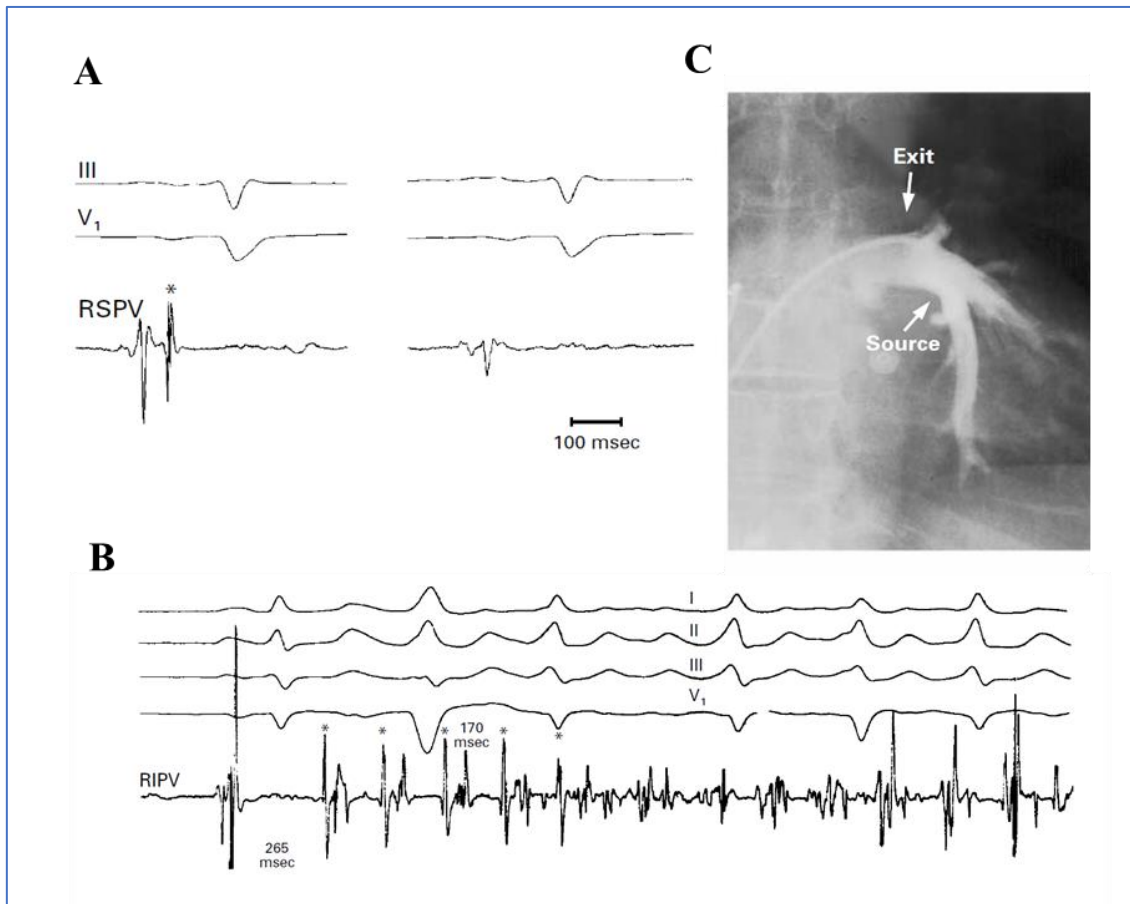 A
III
V1
*
RSPV
100 msec
C
Exit
Source
B
I
II
III
V1
* * * * *
170
msec
RIPV
265
msec